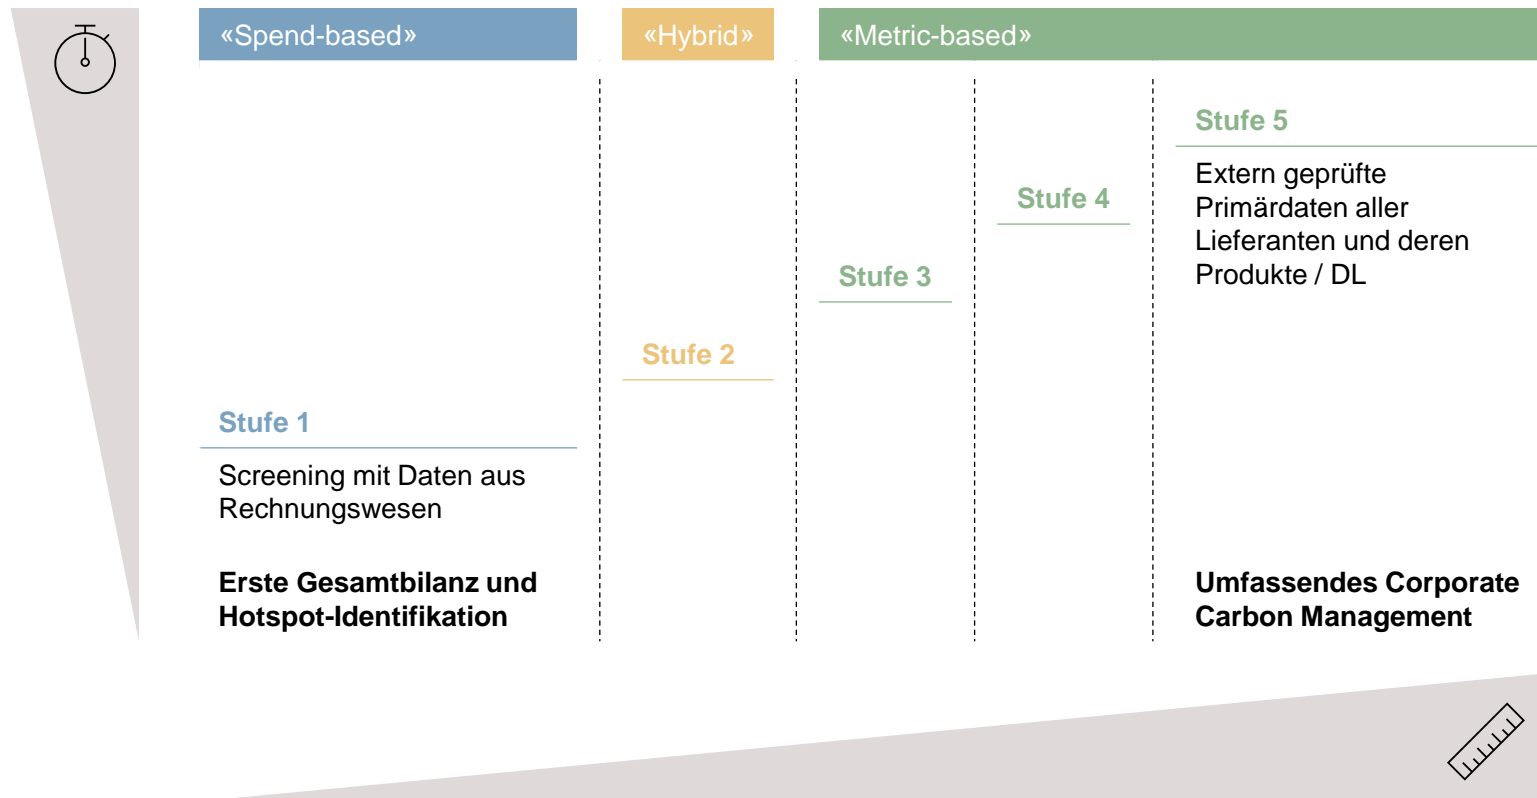 «Spend-based»
«Hybrid»
«Metric-based»
Stufe 1
Screening mit Daten aus
Rechnungswesen
Erste Gesamtbilanz und
Hotspot-Identifikation
Stufe 2
Stufe 3
Stufe 4
Stufe 5
Extern geprüfte
Primärdaten aller
Lieferanten und deren
Produkte / DL
Umfassendes Corporate
Carbon Management